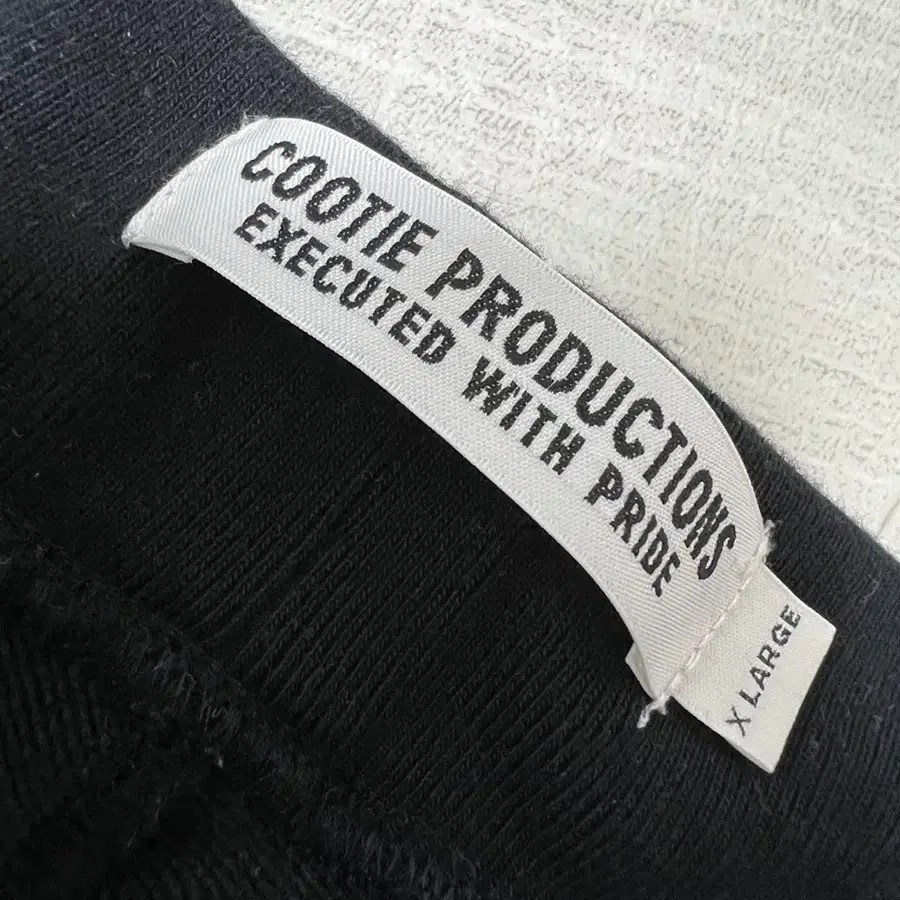 COOTIE PRODUCTIONS
EXECUTED WITH PRIDE
X LARGE